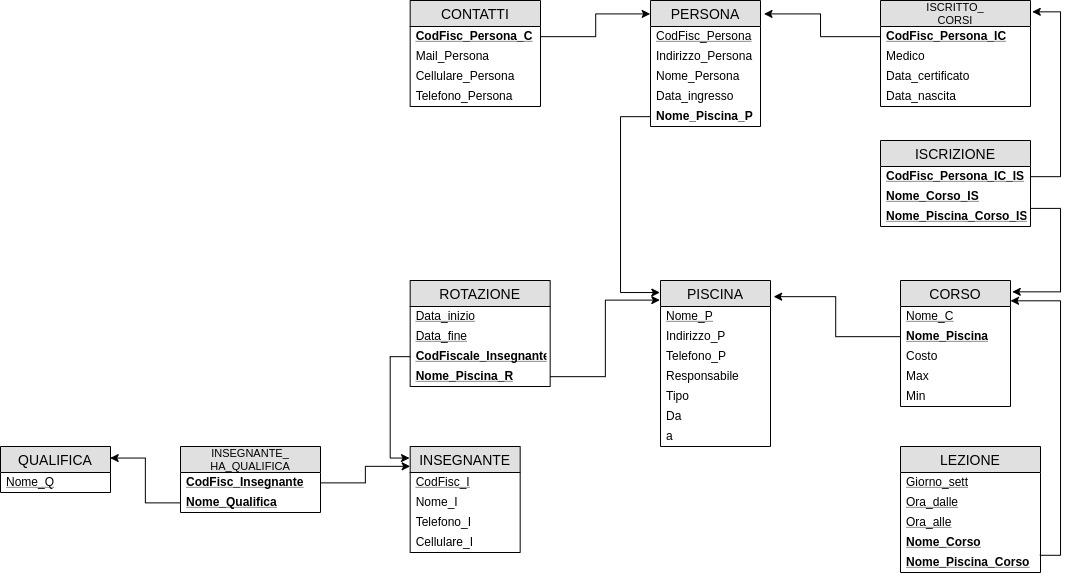 CONTATTI
CodFisc_Persona_C
Mail_Persona
Cellulare_Persona
Telefono_Persona
PERSONA
CodFisc_Persona
Indirizzo_Persona
Nome_Persona
Data_ingresso
Nome_Piscina_P
ISCRITTO_
CORSI
CodFisc_Persona_IC
Medico
Data_certificato
Data_nascita
ISCRIZIONE
CodFisc_Persona_IC_IS
Nome_Corso_IS
Nome_Piscina_Corso_IS
ROTAZIONE
Data_inizio
Data_fine
CodFiscale_Insegnante
Nome_Piscina_R
PISCINA
Nome_P
Indirizzo_P
Telefono_P
Responsabile
Tipo
Da
a
CORSO
Nome_C
Nome_Piscina
Costo
Max
Min
QUALIFICA
Nome_Q
INSEGNANTE_
HA_QUALIFICA
CodFisc_Insegnante
Nome_Qualifica
INSEGNANTE
CodFisc_I
Nome_I
Telefono_I
Cellulare_I
LEZIONE
Giorno_sett
Ora_dalle
Ora_alle
Nome_Corso
Nome_Piscina_Corso